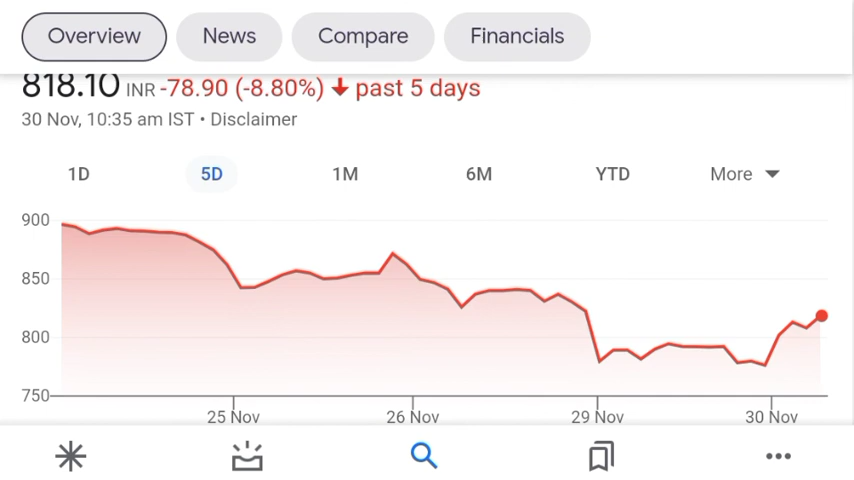 Overview News Compare Financials
818.10 INR -78.90 (-8.80%) ↓ past 5 days
30 Nov, 10:35 am IST • Disclaimer
1D 5D 1M 6M YTD More
900
850
800
750
25 Nov 26 Nov 29 Nov 30 Nov